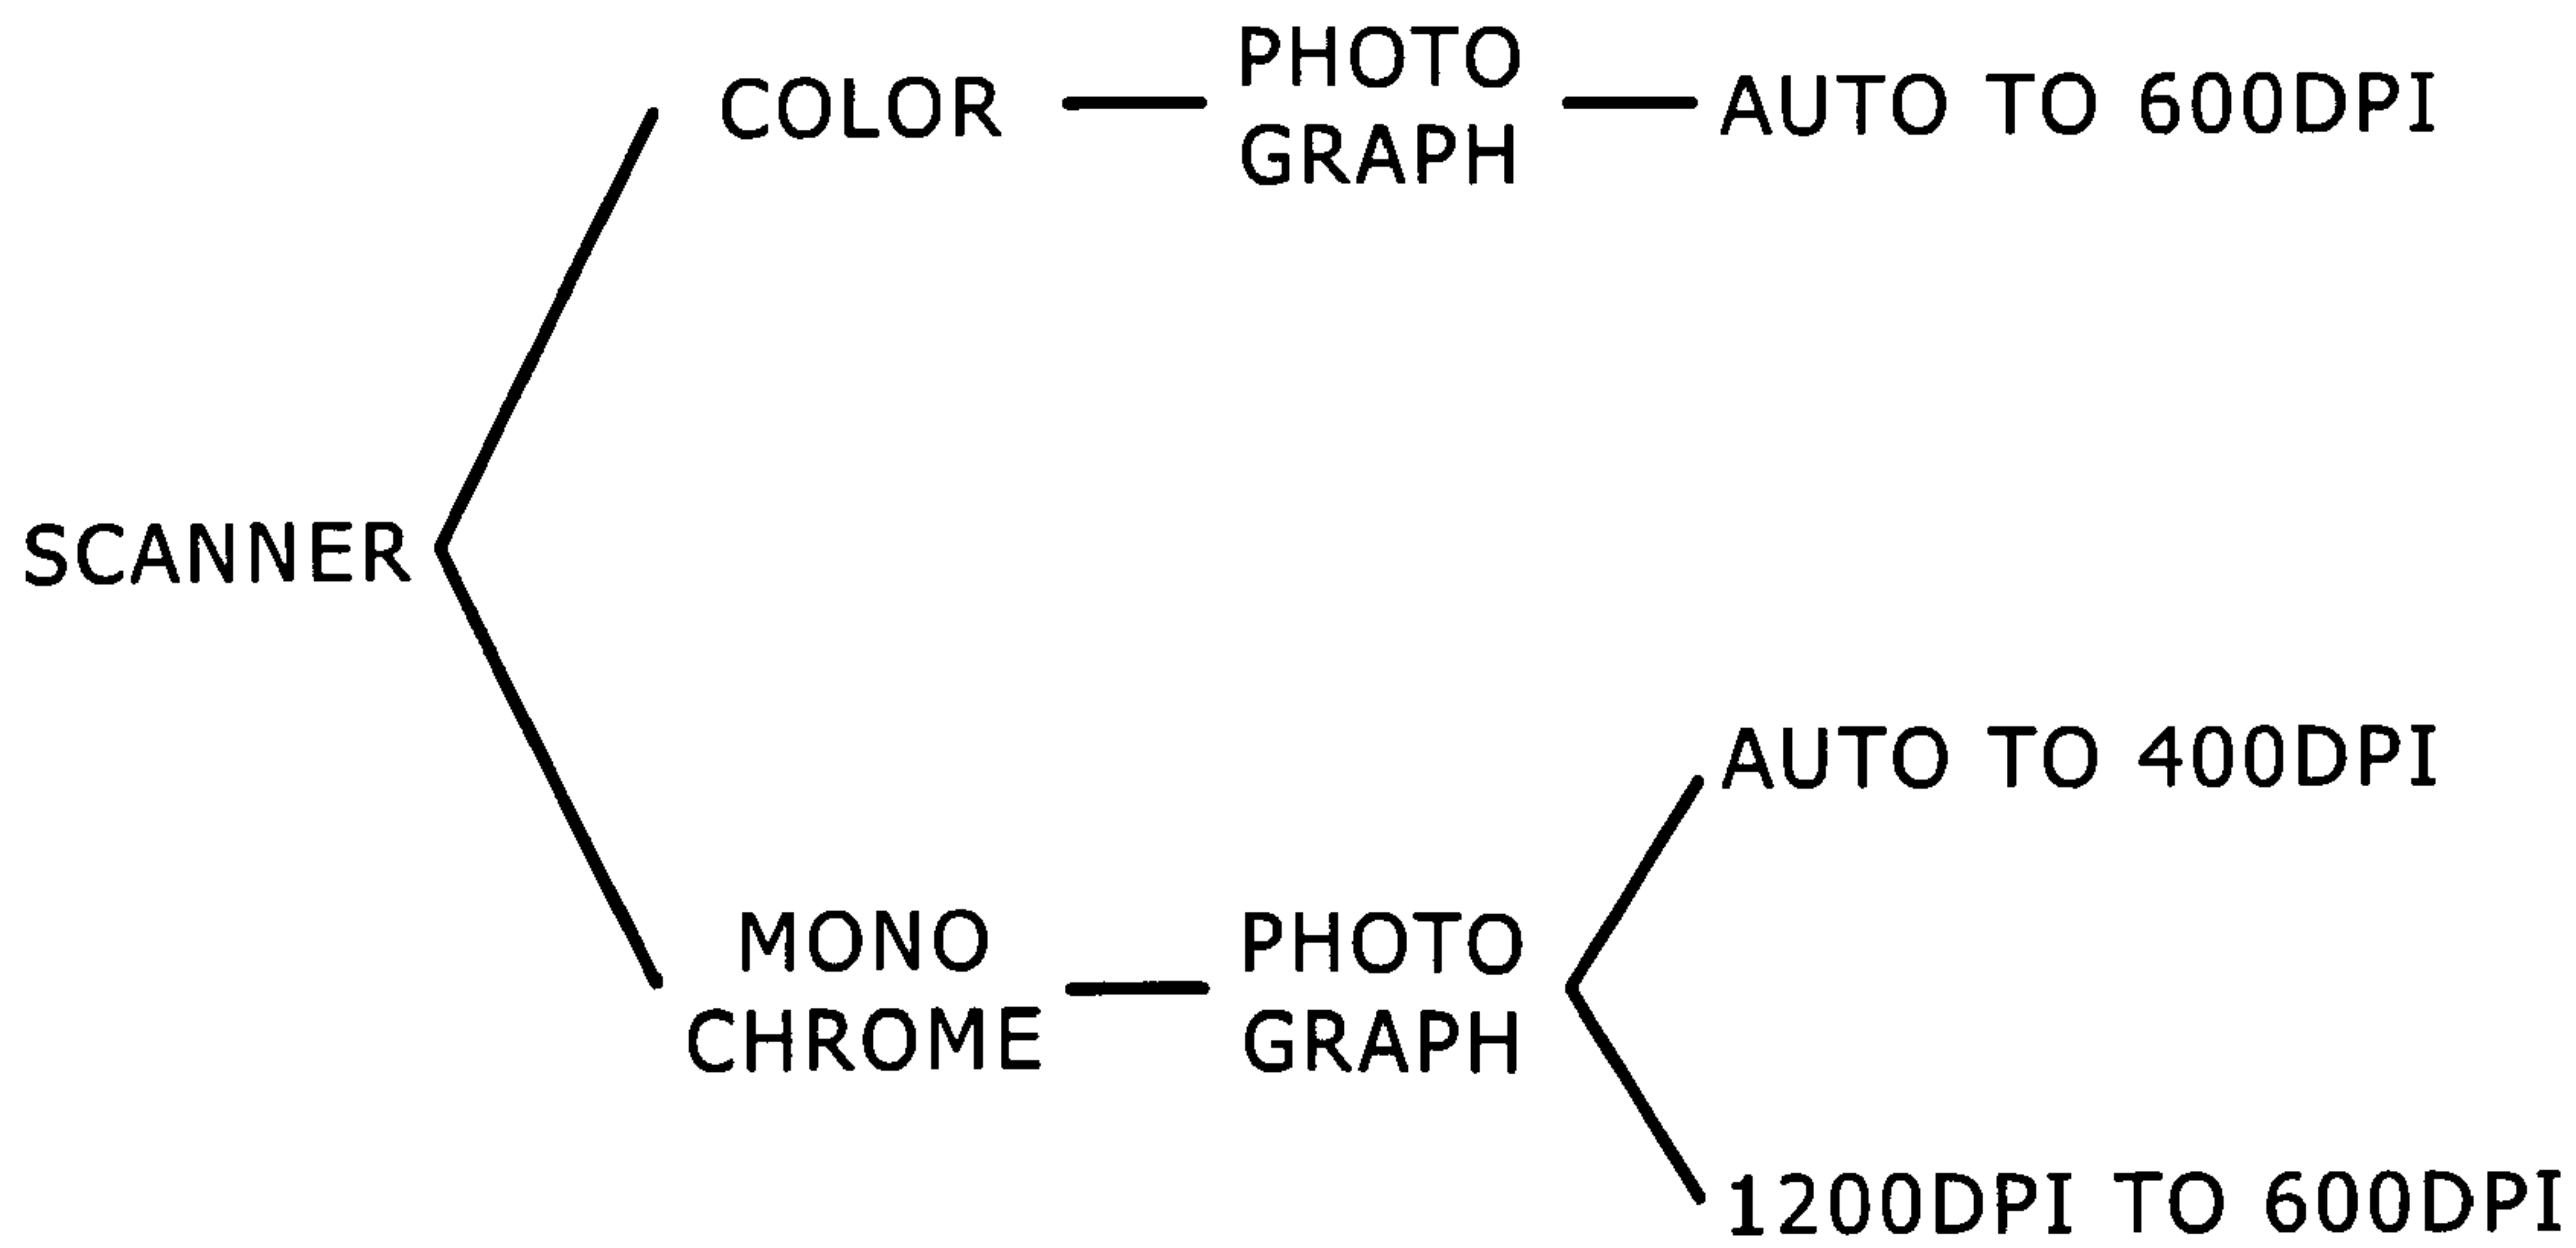 PHOTO
COLOR
GRAPH
AUTO TO 600DPI
SCANNER
AUTO TO 400DPI
MONO
CHROME
PHOTO
GRAPH
1200DPI TO 600DPI